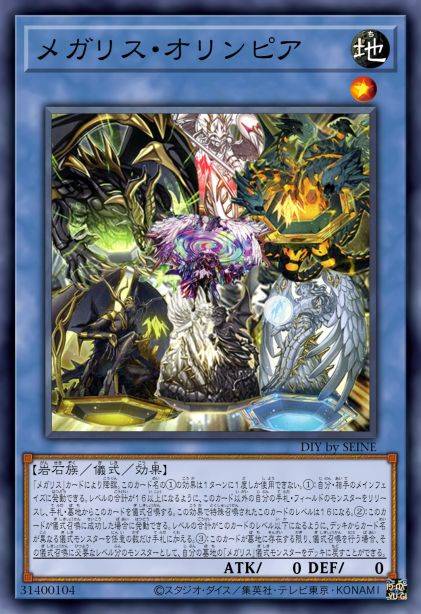 メガリス・オリンピア
地
DIY by SEINE
【岩石族／儀式／効果】
「メガリス」カードにより降臨。このカード名の①の効果は1ターンに1度しか使用できない。①：自分・相手のメインフェ
イズに発動できる。レベルの合計が16以上になるように、このカード以外の自分の手札・フィールドのモンスターをリリー
スし、手札・墓地からこのカードを儀式召喚する。この効果で特殊召喚されたこのカードのレベルは16になる。②：このカー
ドが儀式召喚に成功した場合に発動できる。レベルの合計がこのカードのレベル以下になるように、デッキからカード名
が異なる儀式モンスターを任意の数だけ手札に加える。③：このカードが墓地に存在する限り、儀式召喚を行う場合、そ
の儀式召喚に必要なレベル分のモンスターとして、自分の墓地の「メガリス」儀式モンスターをデッキに戻すことができる。
ATK/ 0 DEF/ 0
31400104
©スタジオ・ダイス／集英社・テレビ東京・KONAMI